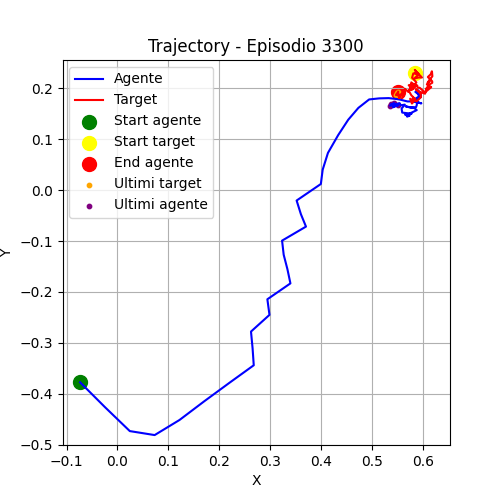 Trajectory - Episodio 3300
Agente
Target
Start agente
Start target
End agente
Ultimi target
Ultimi agente
0.2
0.1
0.0
−0.1
−0.2
−0.3
−0.4
−0.5
Y
−0.1
0.0
0.1
0.2
0.3
0.4
0.5
0.6
X